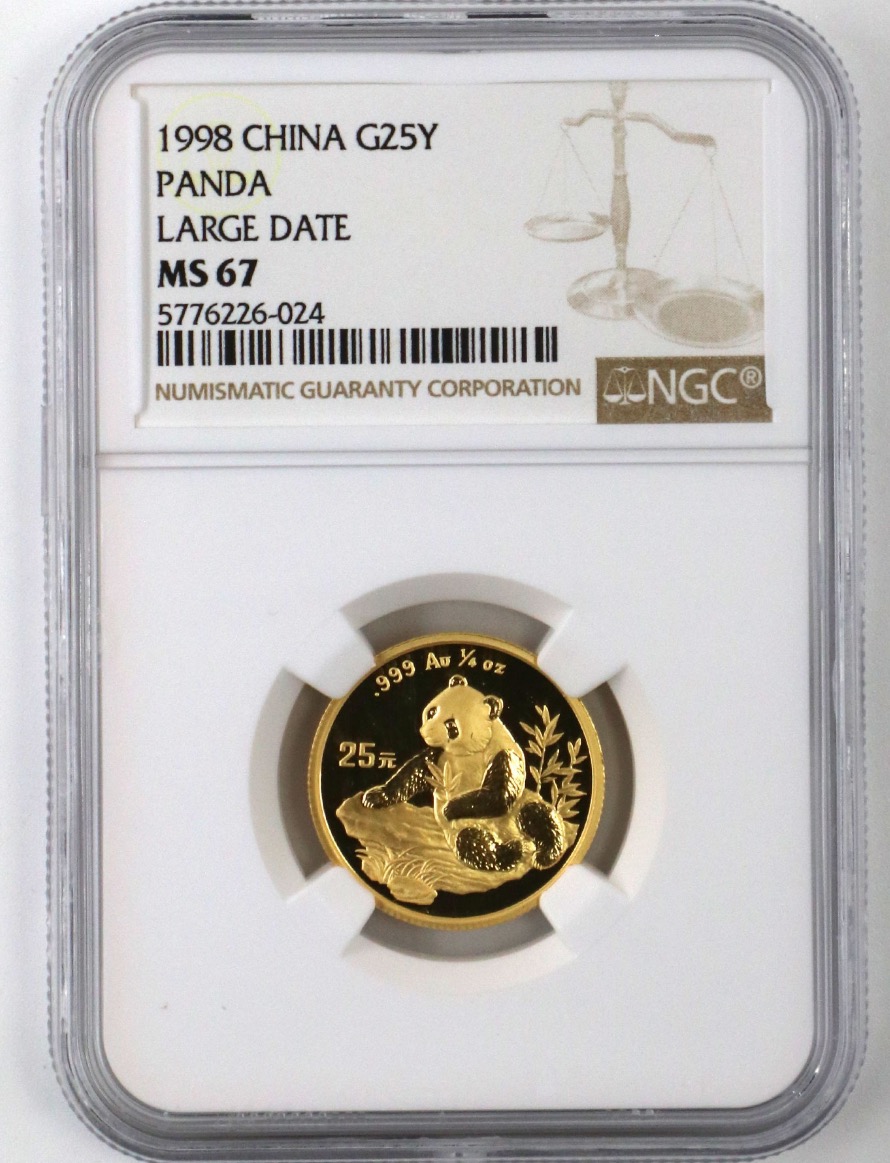 1998 CHINA G25Y
PANDA
LARGE DATE
MS 67
5776226-024
NUMISMATIC GUARANTY CORPORATION
NGC®
.999 Au ¼ oz
25元